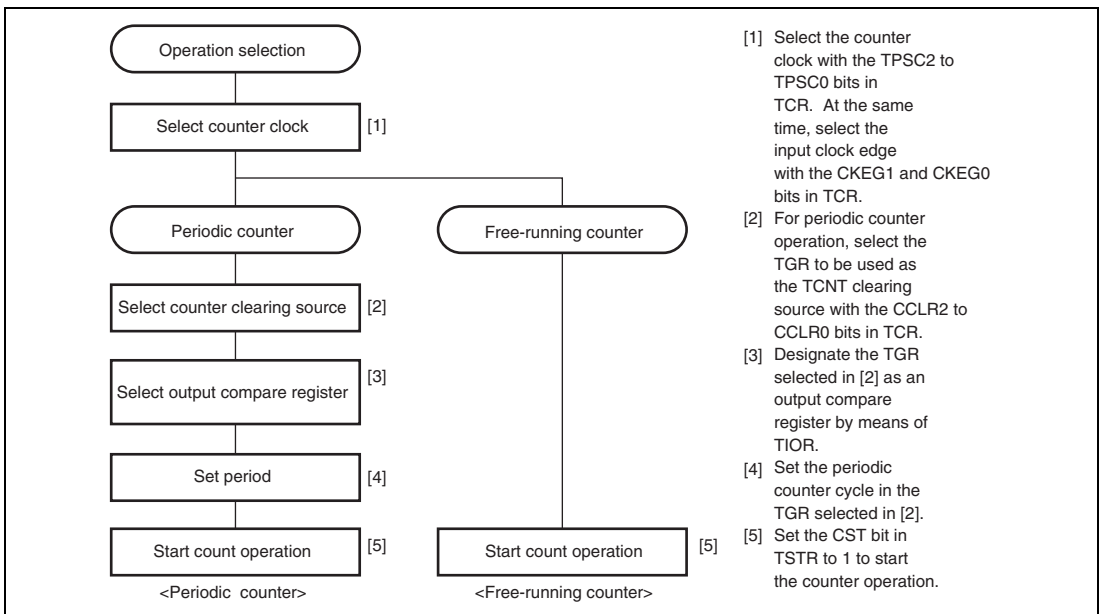 Operation selection
Select counter clock [1]
Periodic counter
Free-running counter
Select counter clearing source [2]
Select output compare register [3]
Set period [4]
Start count operation [5]
Start count operation [5]
<Periodic counter>
<Free-running counter>
[1] Select the counter
clock with the TPSC2 to
TPSC0 bits in
TCR. At the same
time, select the
input clock edge
with the CKEG1 and CKEG0
bits in TCR.
[2] For periodic counter
operation, select the
TGR to be used as
the TCNT clearing
source with the CCLR2 to
CCLR0 bits in TCR.
[3] Designate the TGR
selected in [2] as an
output compare
register by means of
TIOR.
[4] Set the periodic
counter cycle in the
TGR selected in [2].
[5] Set the CST bit in
TSTR to 1 to start
the counter operation.